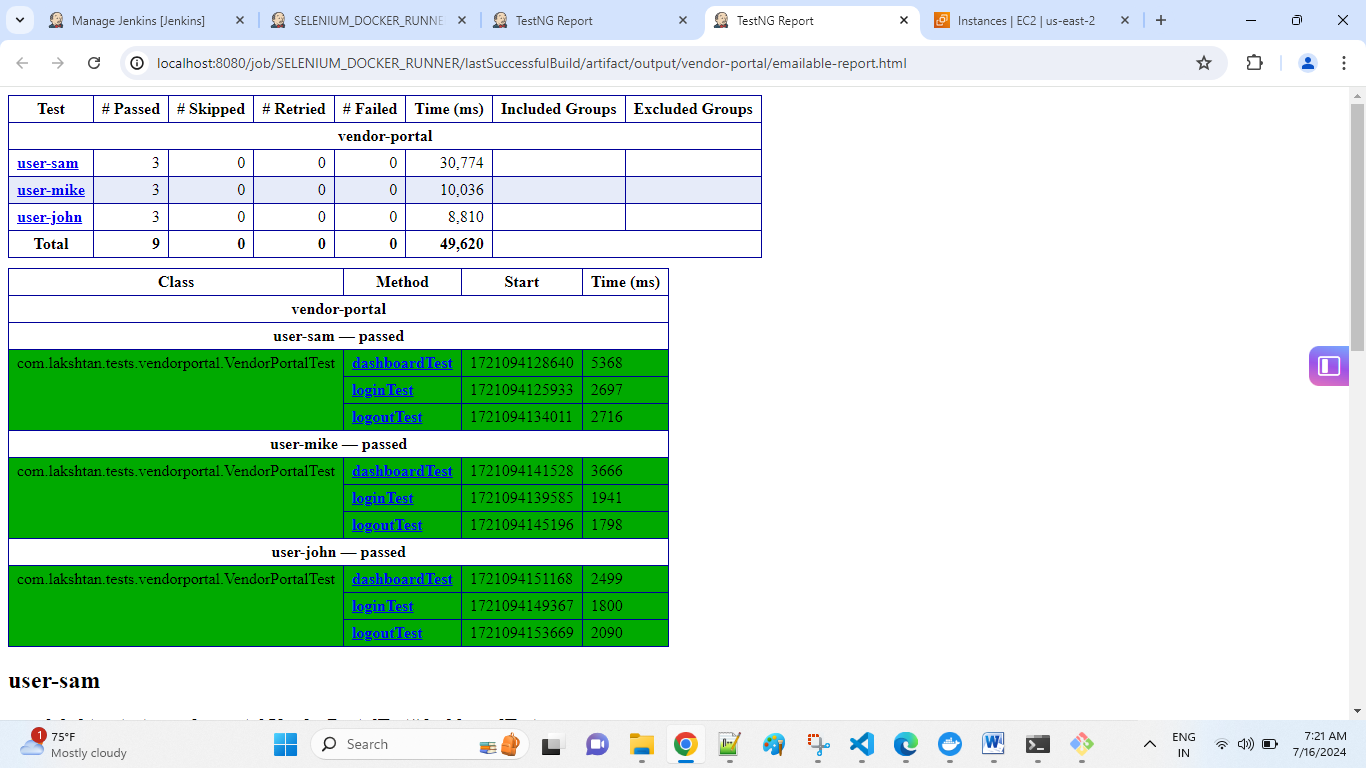 Manage Jenkins [Jenkins]
SELENIUM_DOCKER_RUNNE
TestNG Report
TestNG Report
Instances | EC2 | us-east-2
localhost:8080/job/SELENIUM_DOCKER_RUNNER/lastSuccessfulBuild/artifact/output/vendor-portal/emailable-report.html
Test # Passed # Skipped # Retried # Failed Time (ms) Included Groups Excluded Groups
vendor-portal
user-sam 3 0 0 0 30,774
user-mike 3 0 0 0 10,036
user-john 3 0 0 0 8,810
Total 9 0 0 0 49,620
Class Method Start Time (ms)
vendor-portal
user-sam — passed
com.lakshtan.tests.vendorportal.VendorPortalTest dashboardTest 1721094128640 5368
loginTest 1721094125933 2697
logoutTest 1721094134011 2716
user-mike — passed
com.lakshtan.tests.vendorportal.VendorPortalTest dashboardTest 1721094141528 3666
loginTest 1721094139585 1941
logoutTest 1721094145196 1798
user-john — passed
com.lakshtan.tests.vendorportal.VendorPortalTest dashboardTest 1721094151168 2499
loginTest 1721094149367 1800
logoutTest 1721094153669 2090
user-sam
1
75°F
Mostly cloudy
Search
ENG
IN
7:21 AM
7/16/2024